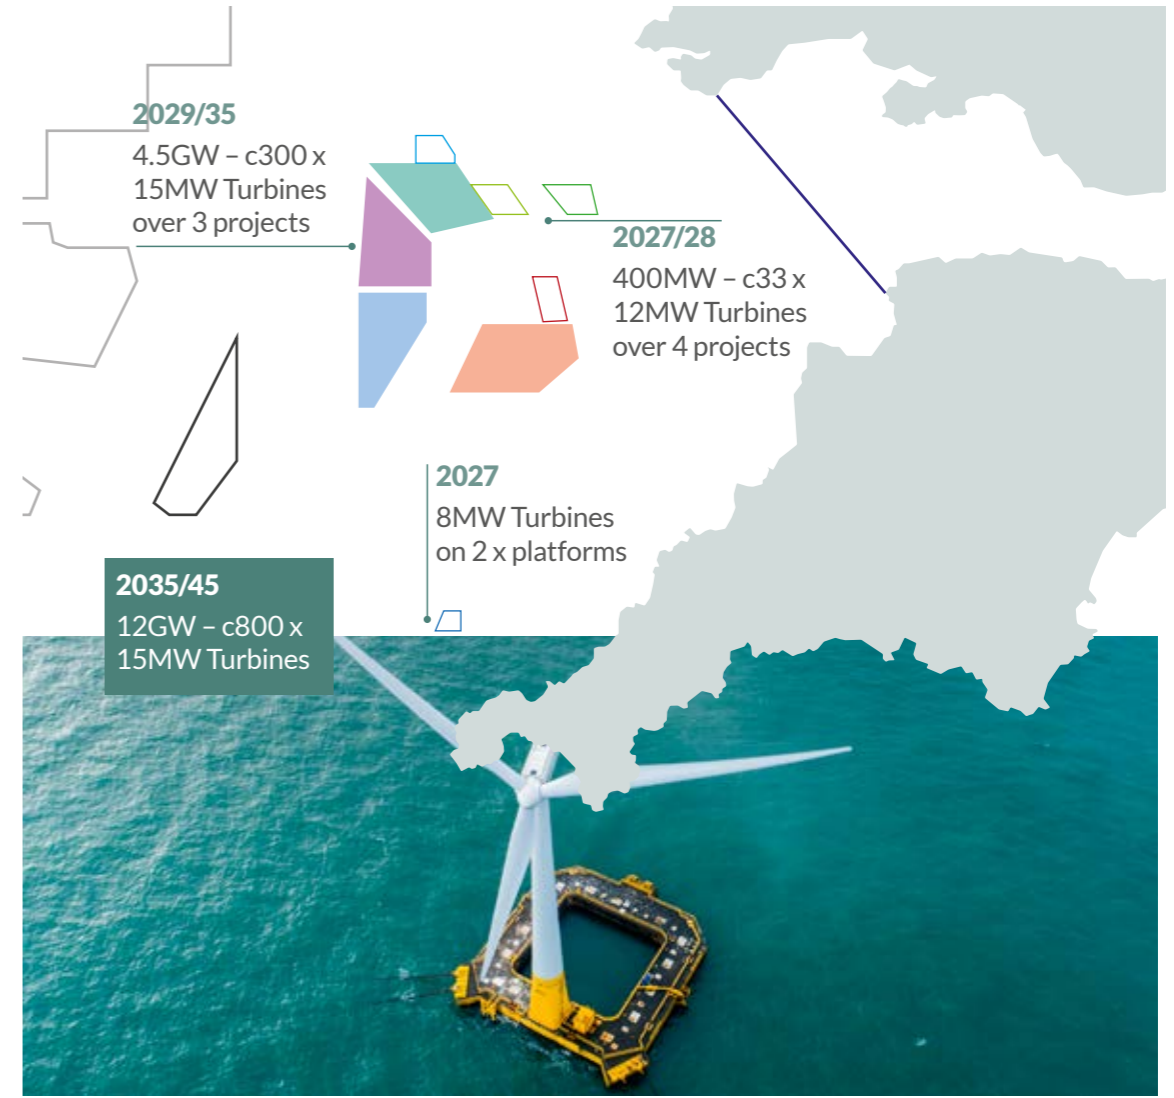 2029/35
4.5GW – c300 x
15MW Turbines
over 3 projects
2027/28
400MW – c33 x
12MW Turbines
over 4 projects
2027
8MW Turbines
on 2 x platforms
2035/45
12GW – c800 x
15MW Turbines